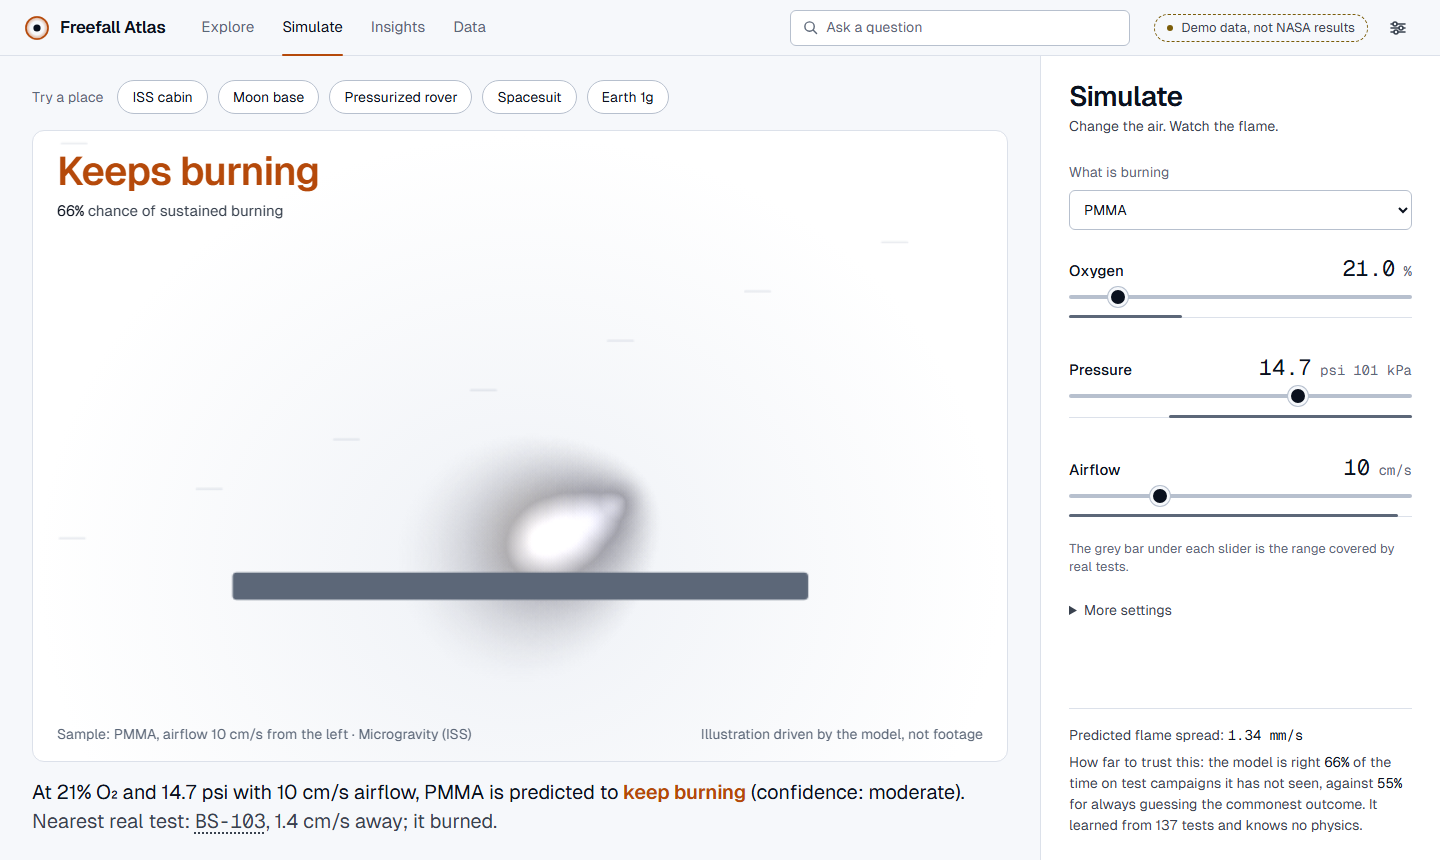 Freefall Atlas
Explore
Simulate
Insights
Data
Ask a question
Demo data, not NASA results
Try a place
ISS cabin
Moon base
Pressurized rover
Spacesuit
Earth 1g
Keeps burning
66% chance of sustained burning
Sample: PMMA, airflow 10 cm/s from the left · Microgravity (ISS)
Illustration driven by the model, not footage
At 21% O₂ and 14.7 psi with 10 cm/s airflow, PMMA is predicted to keep burning (confidence: moderate).
Nearest real test: BS-103, 1.4 cm/s away; it burned.
Simulate
Change the air. Watch the flame.
What is burning
PMMA
Oxygen 21.0 %
Pressure 14.7 psi 101 kPa
Airflow 10 cm/s
The grey bar under each slider is the range covered by
real tests.
More settings
Predicted flame spread: 1.34 mm/s
How far to trust this: the model is right 66% of the
time on test campaigns it has not seen, against 55%
for always guessing the commonest outcome. It
learned from 137 tests and knows no physics.